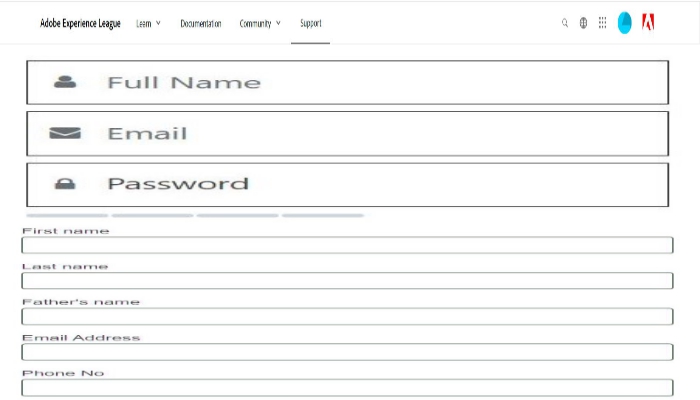 Adobe Experience League Learn Documentation Community Support
Full Name
Email
Password
First name
Last name
Father's name
Email Address
Phone No